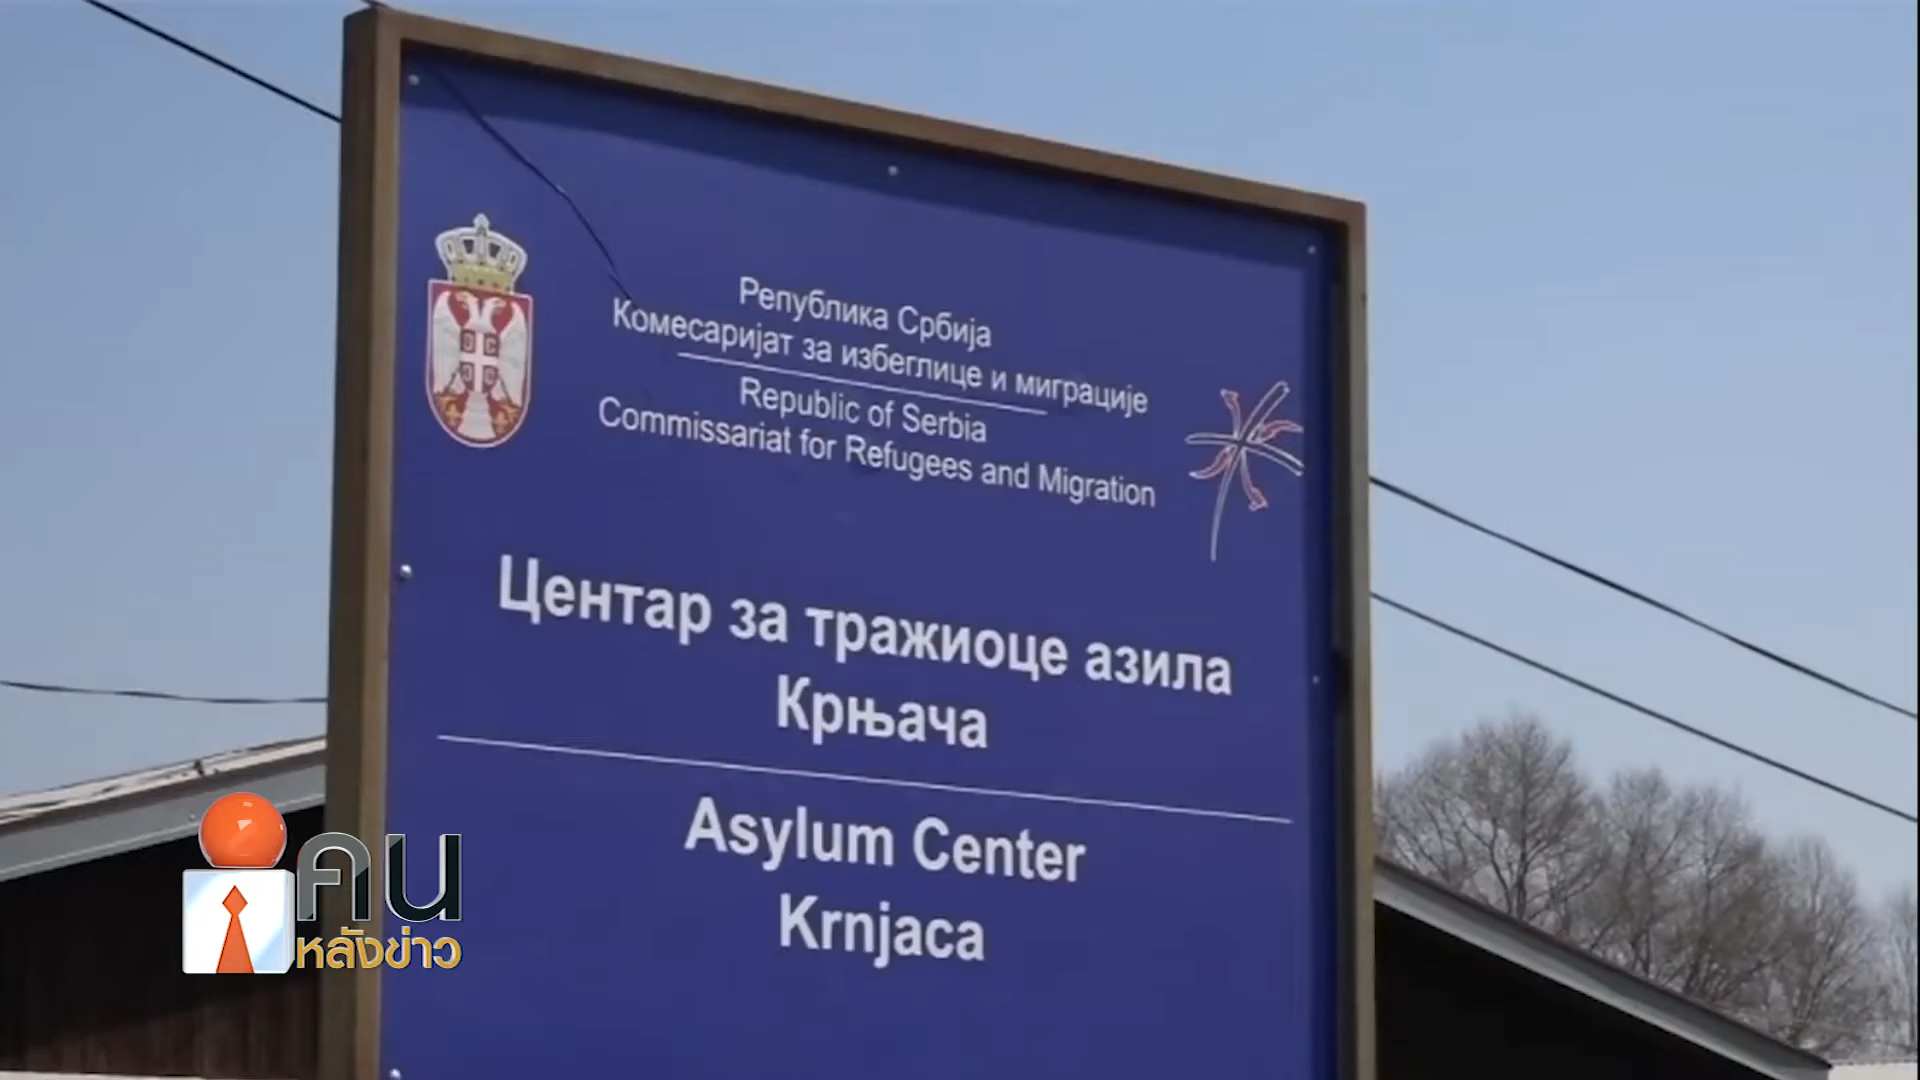 Република Србија
Комесаријат за избеглице и миграције
Republic of Serbia
Commissariat for Refugees and Migration
Центар за тражиоце азила
Крњача
Asylum Center
Krnjaca
คน
หลังข่าว